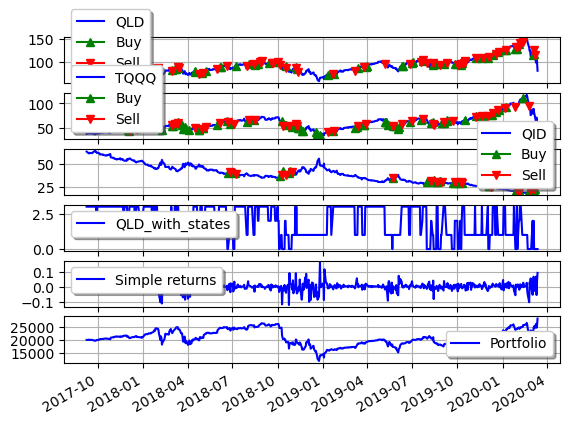 QLD
Buy
Sell
150
100
TQQQ
Buy
Sell
100
50
QID
Buy
Sell
50
25
QLD_with_states
2.5
0.0
Simple returns
0.1
0.0
−0.1
Portfolio
25000
20000
15000
2017-10
2018-01
2018-04
2018-07
2018-10
2019-01
2019-04
2019-07
2019-10
2020-01
2020-04